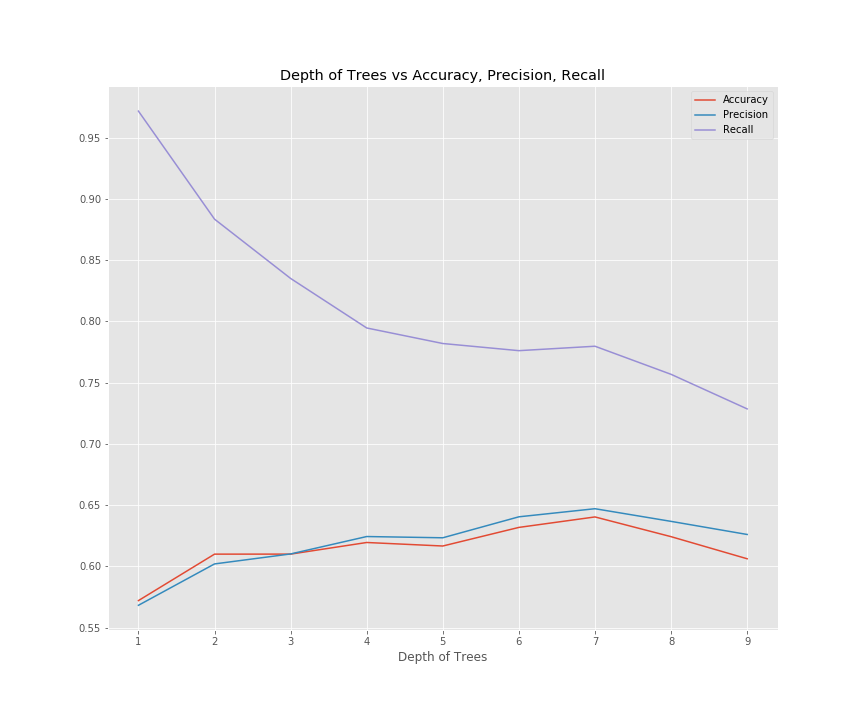 Depth of Trees vs Accuracy, Precision, Recall
Accuracy
Precision
Recall
0.95
0.90
0.85
0.80
0.75
0.70
0.65
0.60
0.55
1 2 3 4 5 6 7 8 9
Depth of Trees